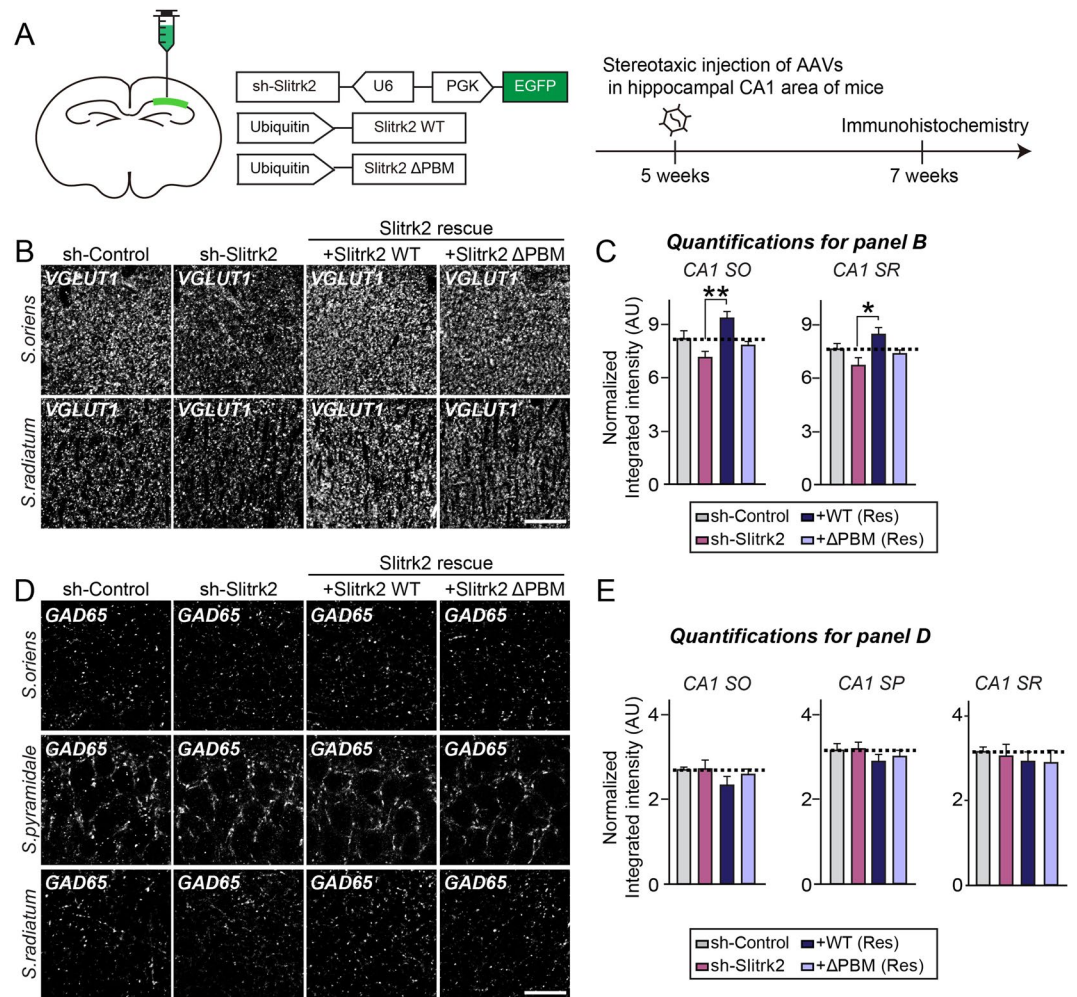 A
sh-Slitrk2 U6 PGK EGFP
Ubiquitin Slitrk2 WT
Ubiquitin Slitrk2 ΔPBM
Stereotaxic injection of AAVs
in hippocampal CA1 area of mice
Immunohistochemistry
5 weeks 7 weeks
B
Slitrk2 rescue
sh-Control sh-Slitrk2 +Slitrk2 WT +Slitrk2 ΔPBM
S.oriens
VGLUT1 VGLUT1 VGLUT1 VGLUT1
S.radiatum
VGLUT1 VGLUT1 VGLUT1 VGLUT1
C
Quantifications for panel B
CA1 SO CA1 SR
Normalized
Integrated intensity (AU)
9 9
6 6
3 3
0 0
** *
sh-Control +WT (Res)
sh-Slitrk2 +ΔPBM (Res)
D
Slitrk2 rescue
sh-Control sh-Slitrk2 +Slitrk2 WT +Slitrk2 ΔPBM
S.oriens
GAD65 GAD65 GAD65 GAD65
S.pyramidale
GAD65 GAD65 GAD65 GAD65
S.radiatum
GAD65 GAD65 GAD65 GAD65
E
Quantifications for panel D
CA1 SO CA1 SP CA1 SR
Normalized
Integrated intensity (AU)
4 4 4
2 2 2
0 0 0
sh-Control +WT (Res)
sh-Slitrk2 +ΔPBM (Res)